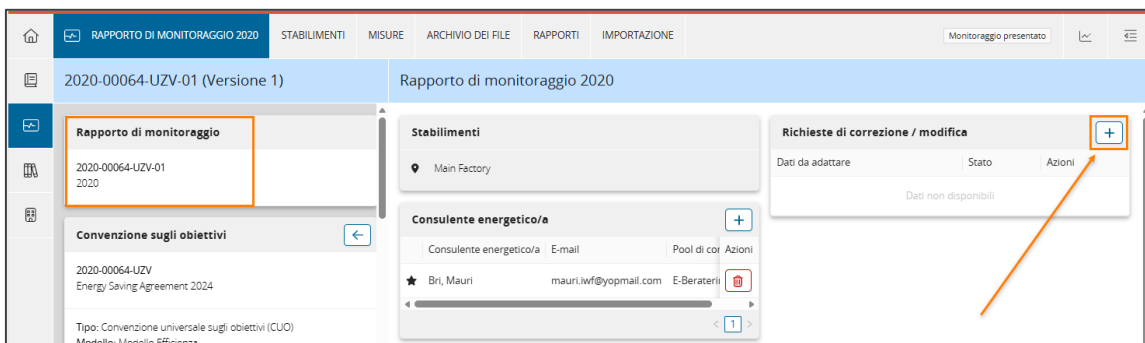 RAPPORTO DI MONITORAGGIO 2020 STABILIMENTI MISURE ARCHIVIO DEI FILE RAPPORTI IMPORTAZIONE Monitoraggio presentato
2020-00064-UZV-01 (Versione 1) Rapporto di monitoraggio 2020
Rapporto di monitoraggio
2020-00064-UZV-01
2020
Convenzione sugli obiettivi
2020-00064-UZV
Energy Saving Agreement 2024
Tipo: Convenzione universale sugli obiettivi (CUO)
Modello: Modello Efficienza
Stabilimenti
Main Factory
Consulente energetico/a
Consulente energetico/a E-mail Pool di cor Azioni
Bri, Mauri mauri.iwf@yopmail.com E-Beraterii
< 1 >
Richieste di correzione / modifica
Dati da adattare Stato Azioni
Dati non disponibili